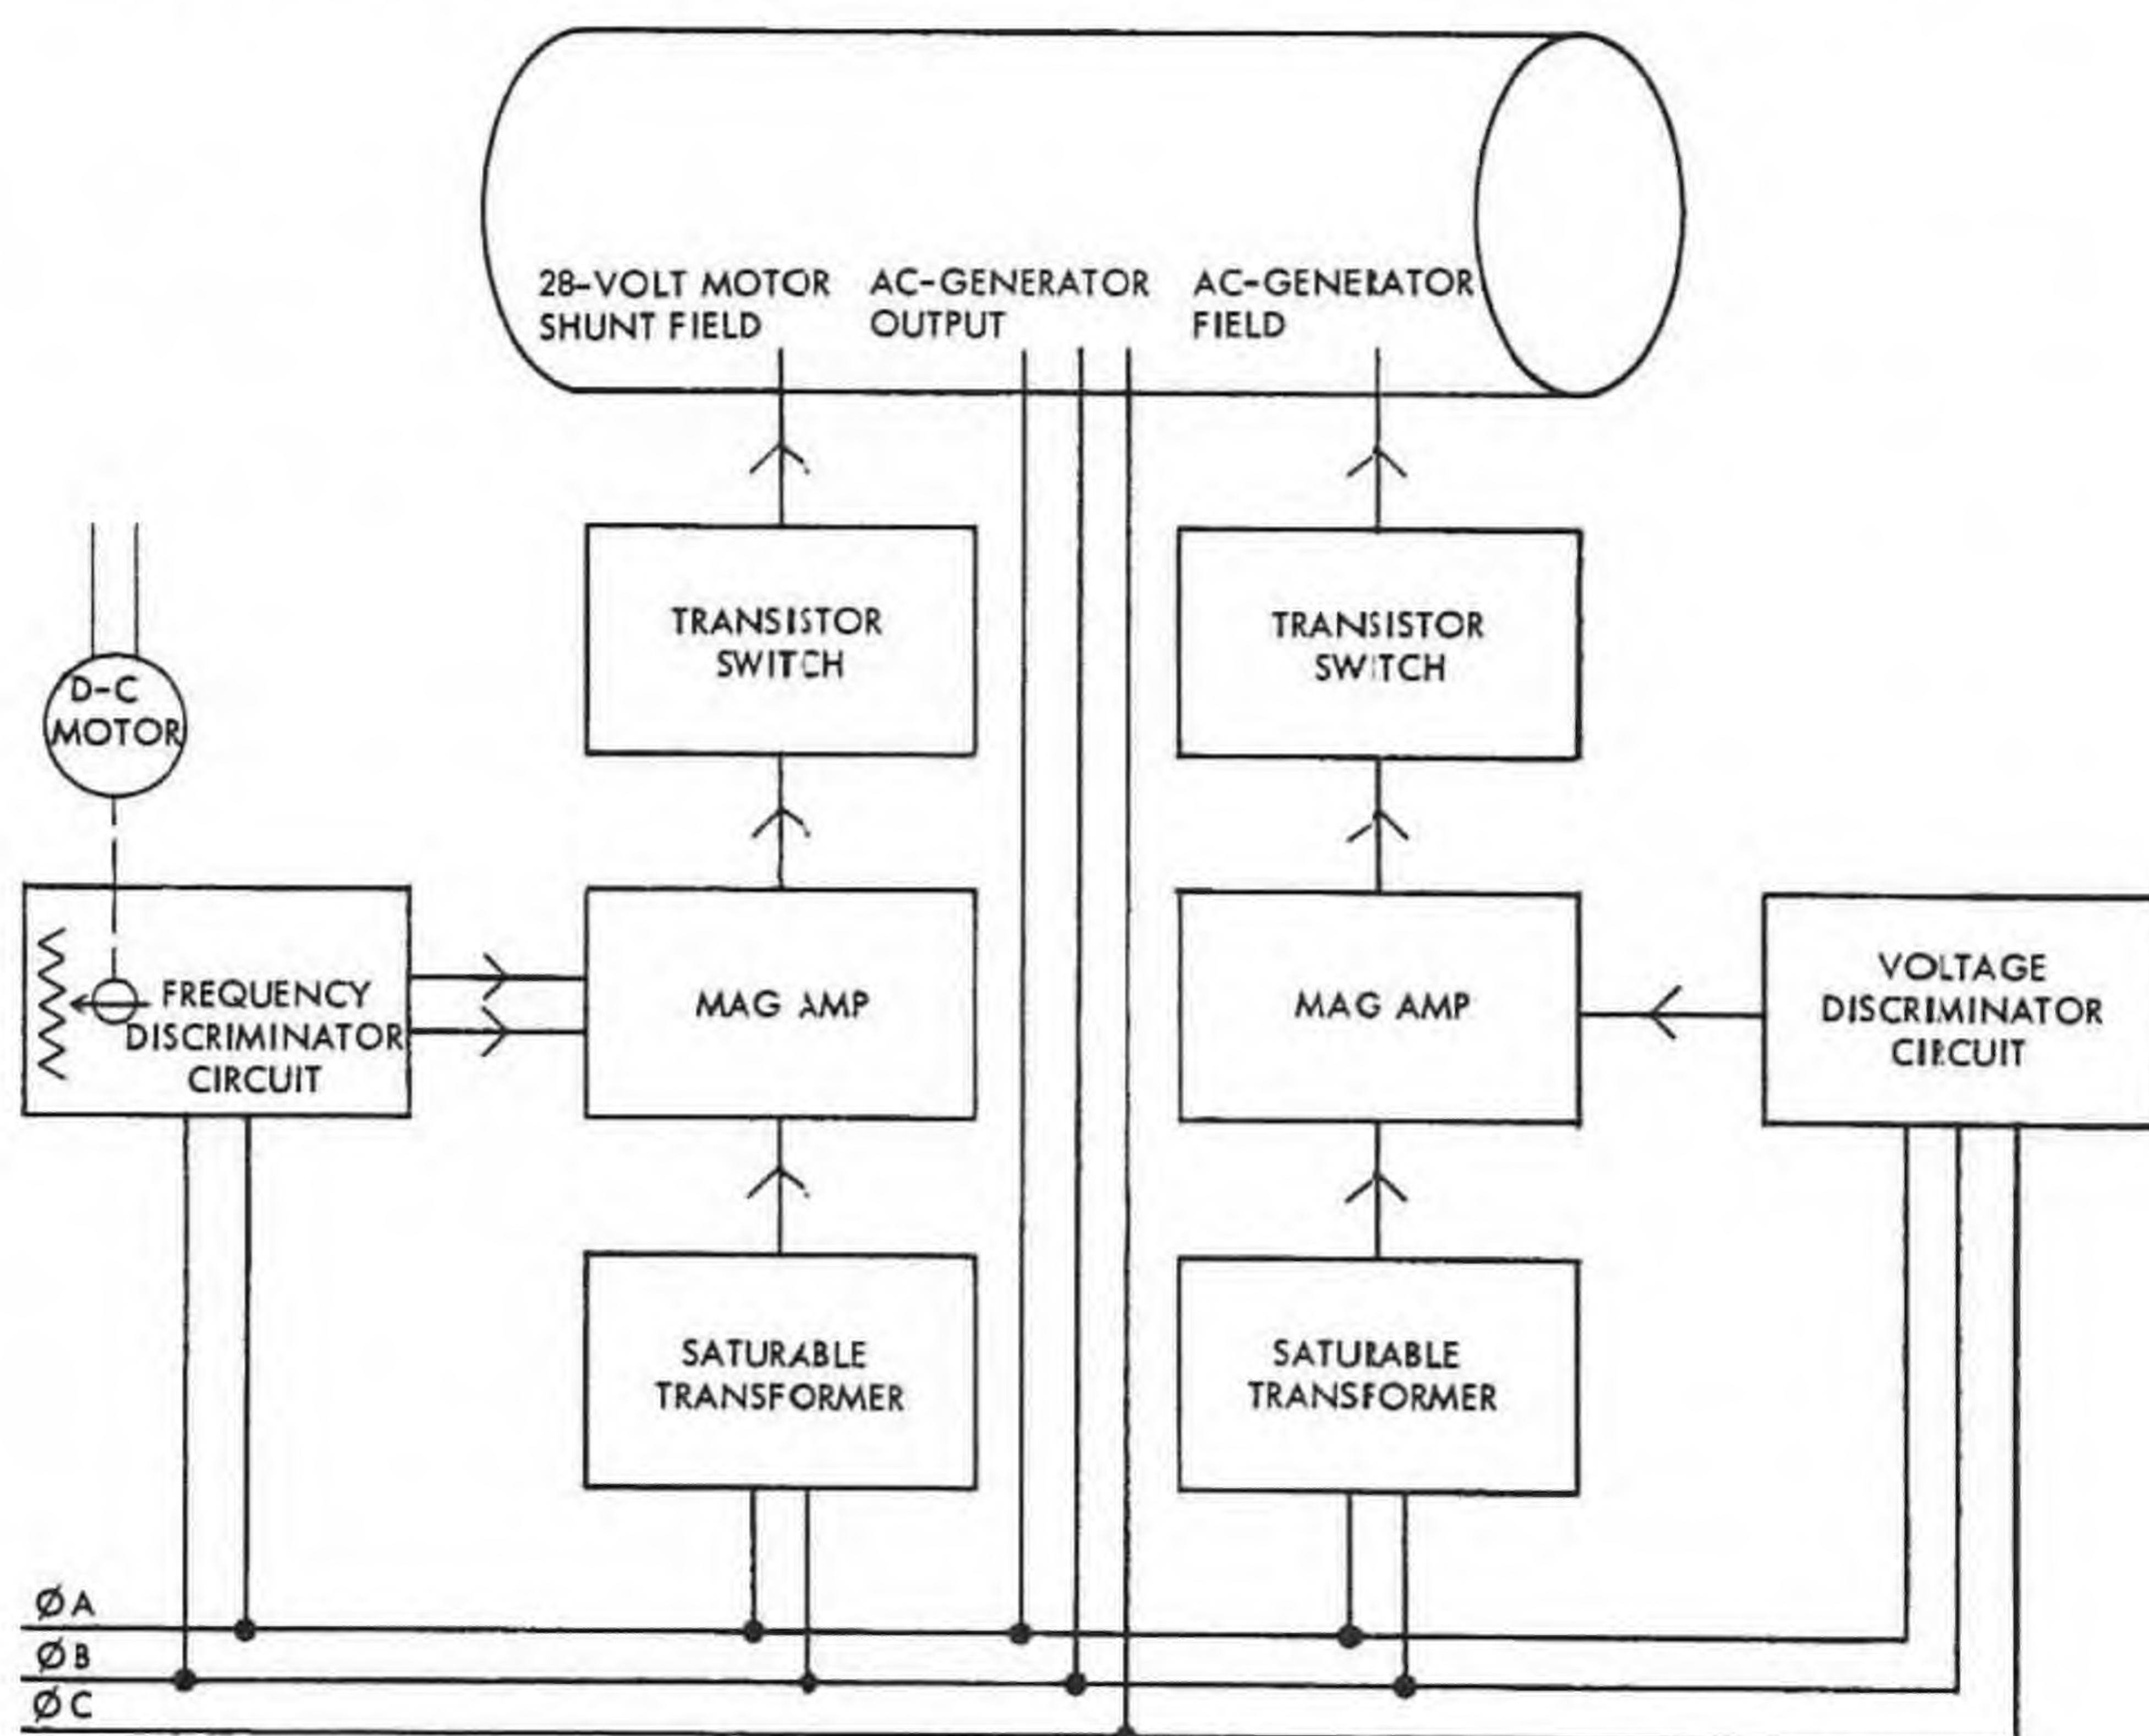 28-VOLT MOTOR
SHUNT FIELD
AC-GENERATOR
OUTPUT
AC-GENERATOR
FIELD
TRANSISTOR
SWITCH
TRANSISTOR
SWITCH
D-C
MOTOR
FREQUENCY
DISCRIMINATOR
CIRCUIT
MAG AMP
MAG AMP
VOLTAGE
DISCRIMINATOR
CIRCUIT
SATURABLE
TRANSFORMER
SATURABLE
TRANSFORMER
ØA
ØB
ØC